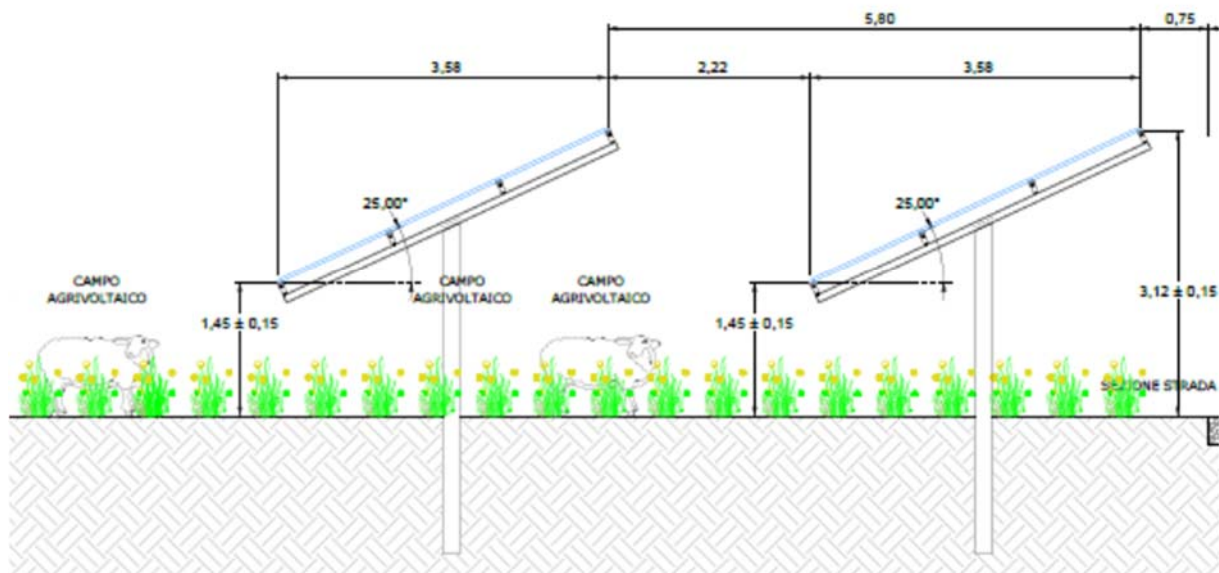 5,80
0,75
3,58
2,22
3,58
25,00°
25,00°
CAMPO
AGRIVOLTAICO
CAMPO
AGRIVOLTAICO
CAMPO
AGRIVOLTAICO
1,45 ± 0,15
1,45 ± 0,15
3,12 ± 0,15
SEZIONE STRADA